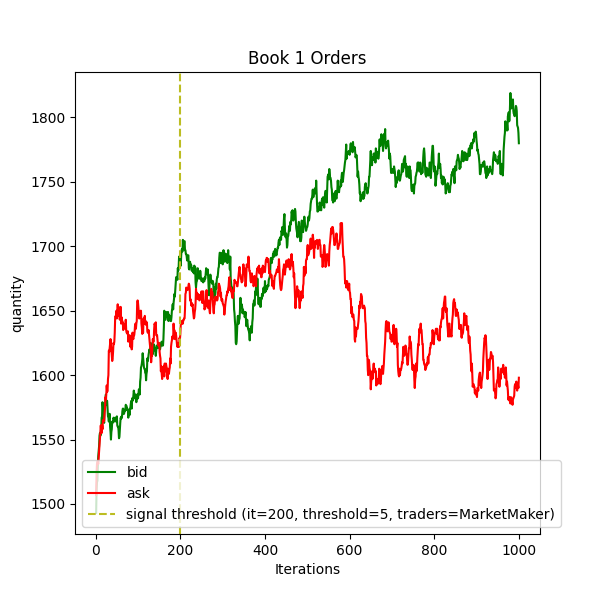 Book 1 Orders
quantity
1800
1750
1700
1650
1600
1550
1500
bid
ask
signal threshold (it=200, threshold=5, traders=MarketMaker)
0 200 400 600 800 1000
Iterations